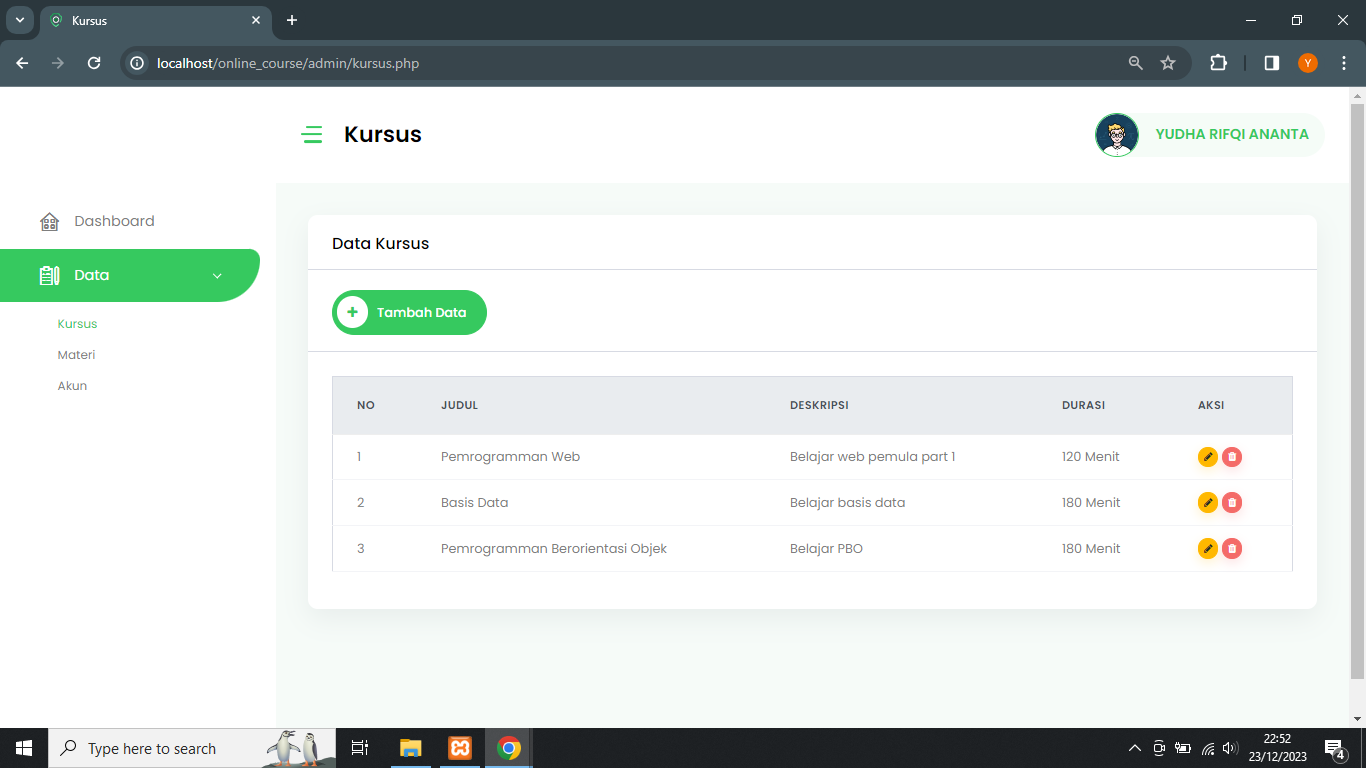 Kursus
localhost/online_course/admin/kursus.php
Y
Kursus
YUDHA RIFQI ANANTA
Dashboard
Data
Kursus
Materi
Akun
Data Kursus
Tambah Data
NO JUDUL DESKRIPSI DURASI AKSI
1 Pemrogramman Web Belajar web pemula part 1 120 Menit
2 Basis Data Belajar basis data 180 Menit
3 Pemrogramman Berorientasi Objek Belajar PBO 180 Menit
Type here to search
22:52
23/12/2023
4